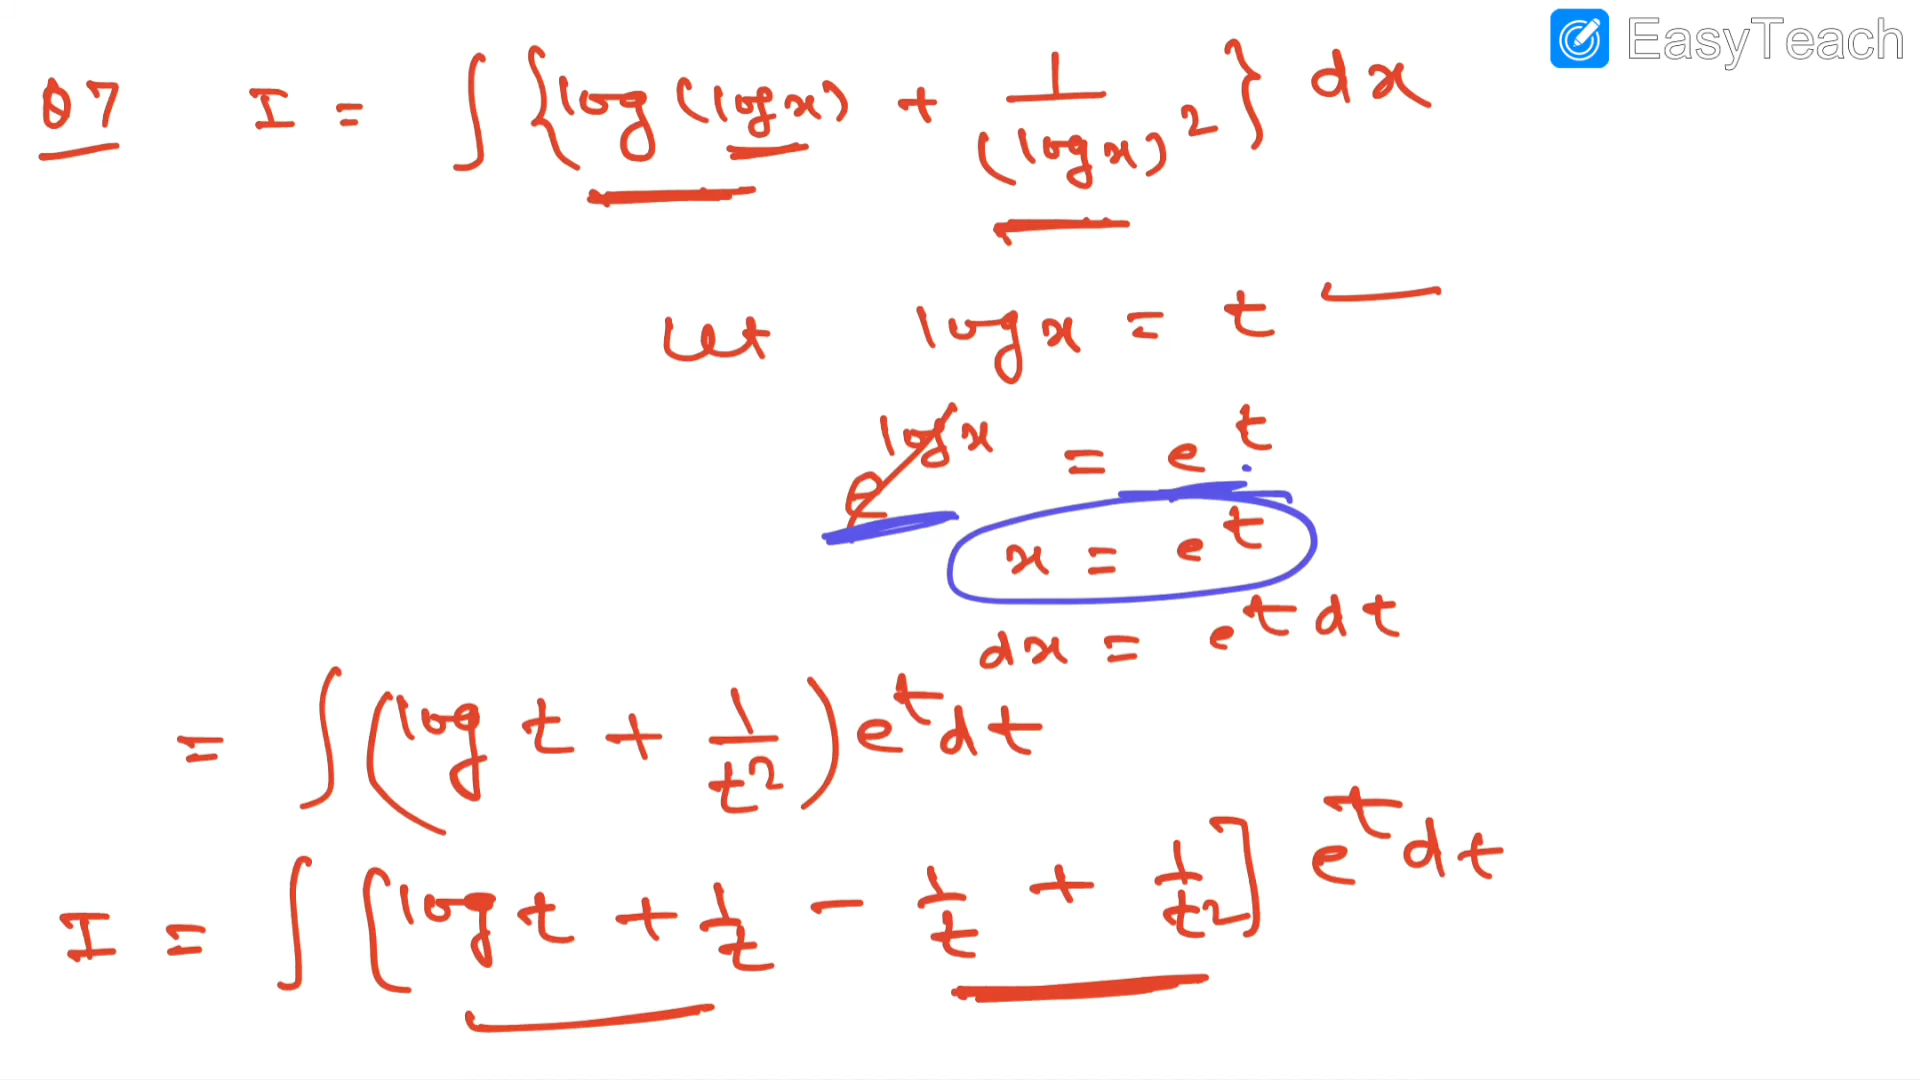 EasyTeach
Q7 I = ∫ {log (log x) + 1/(log x)²} dx
Let log x = t
e^(log x) = e^t
x = e^t
dx = e^t dt
= ∫ (log t + 1/t²) e^t dt
I = ∫ [log t + 1/t - 1/t + 1/t²] e^t dt